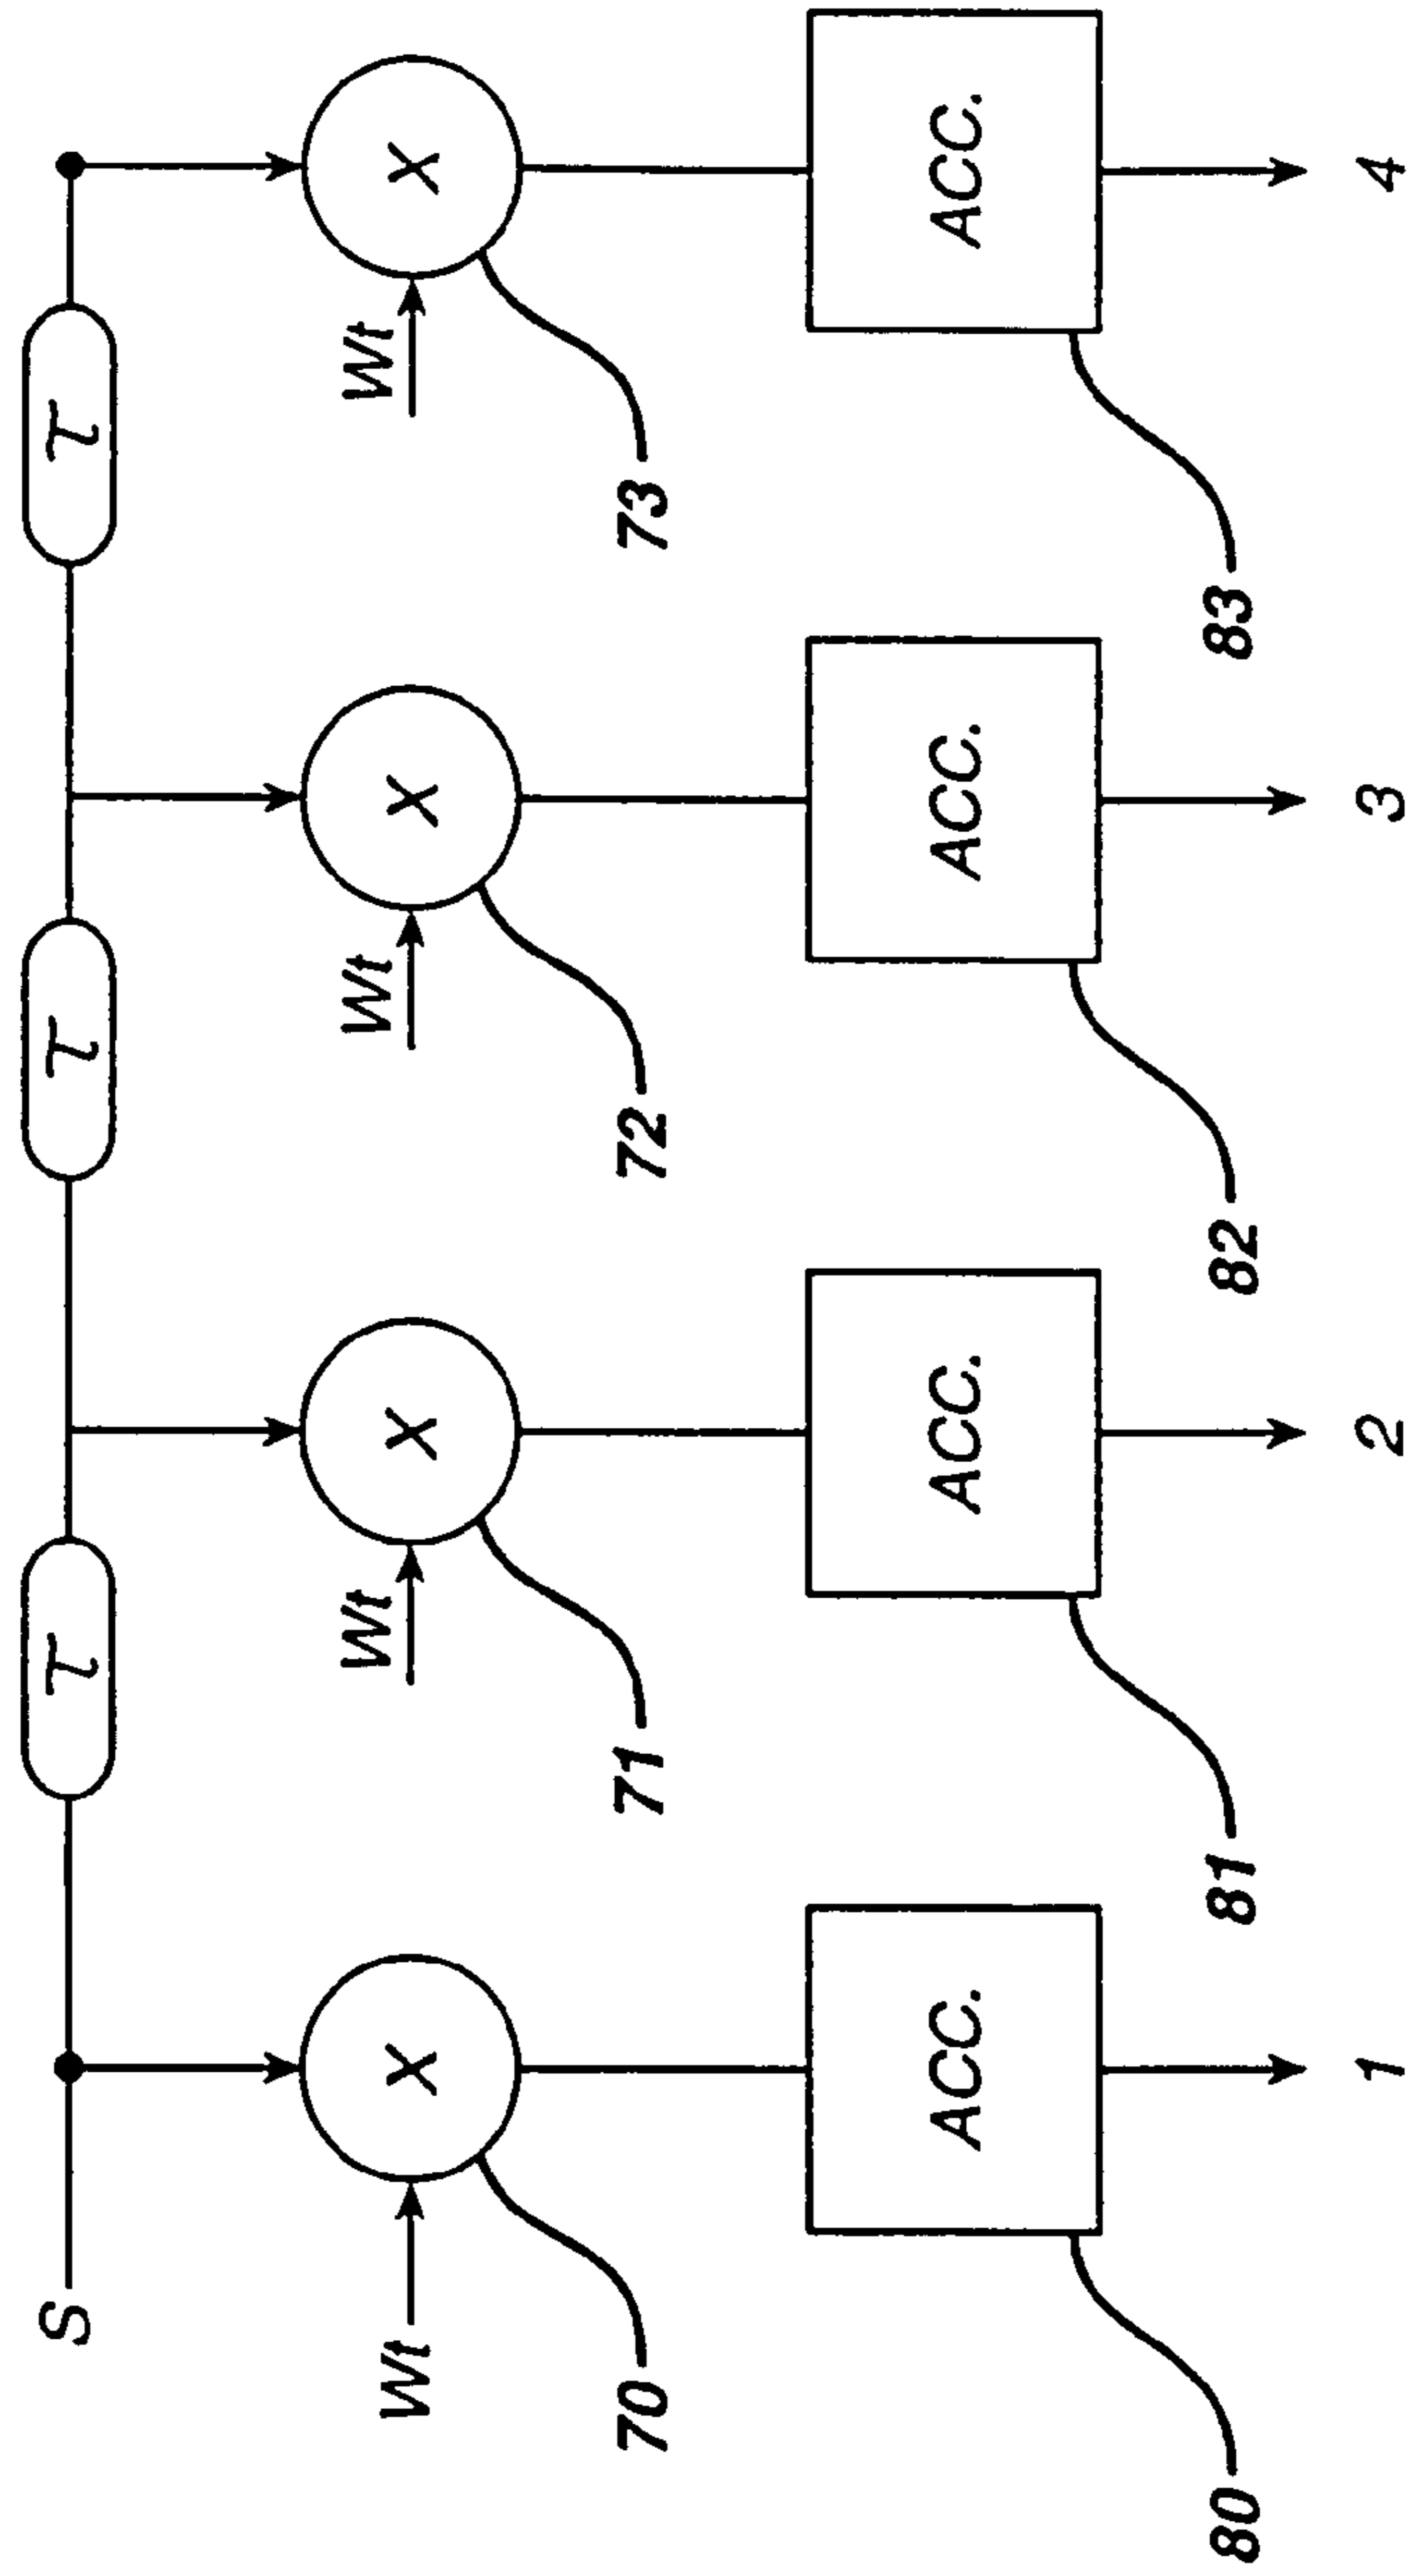 S
τ τ τ
Wt X Wt X Wt X Wt X
70 71 72 73
ACC. ACC. ACC. ACC.
80 81 82 83
1 2 3 4